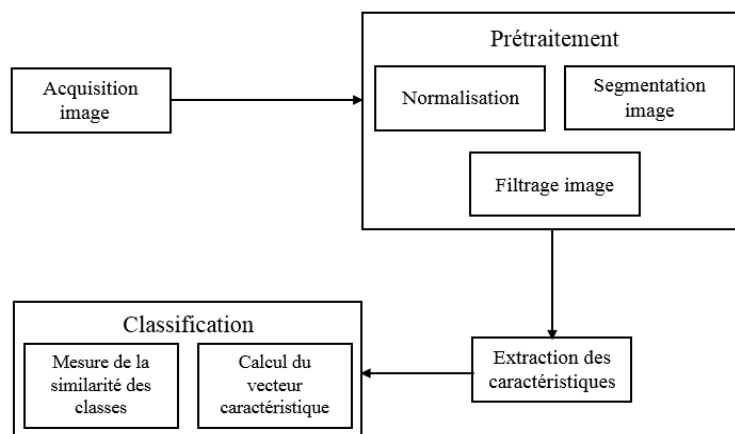 Acquisition
image
Prétraitement
Normalisation
Segmentation
image
Filtrage image
Extraction des
caractéristiques
Classification
Mesure de la
similarité des
classes
Calcul du
vecteur
caractéristique